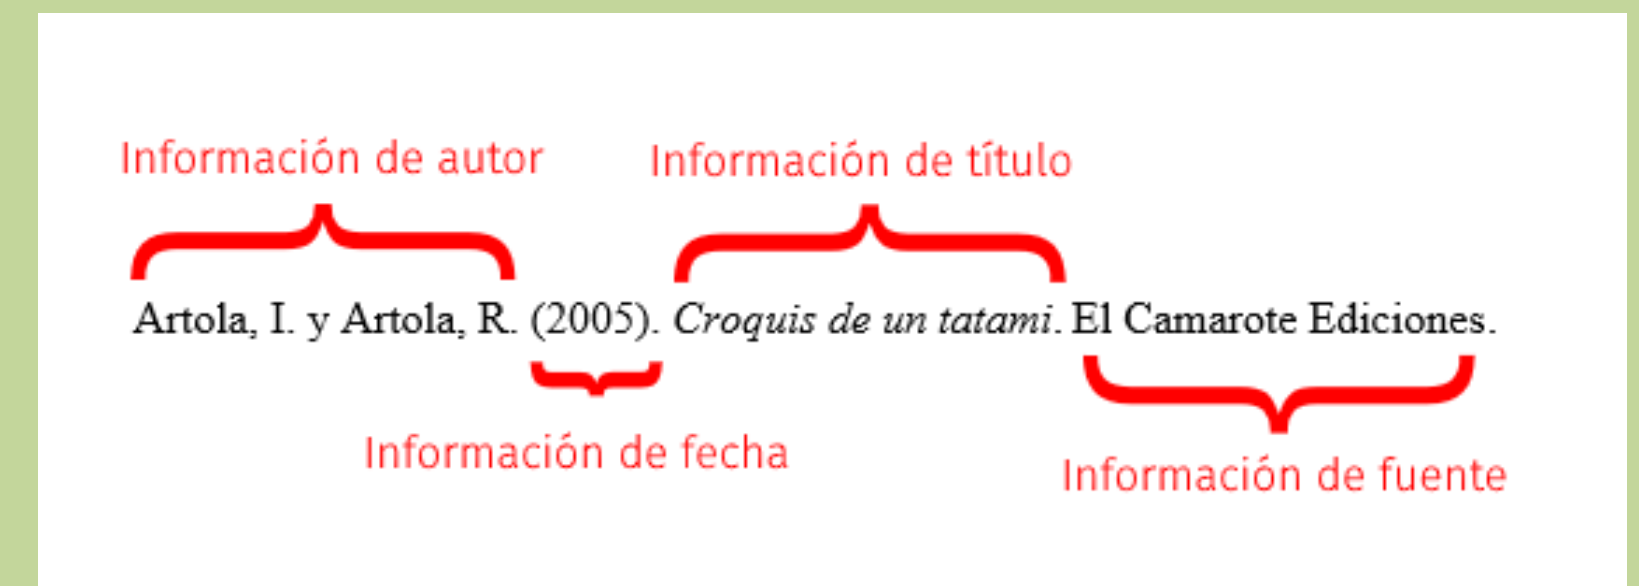 Información de autor
Información de título
Artola, I. y Artola, R. (2005). Croquis de un tatami. El Camarote Ediciones.
Información de fecha
Información de fuente